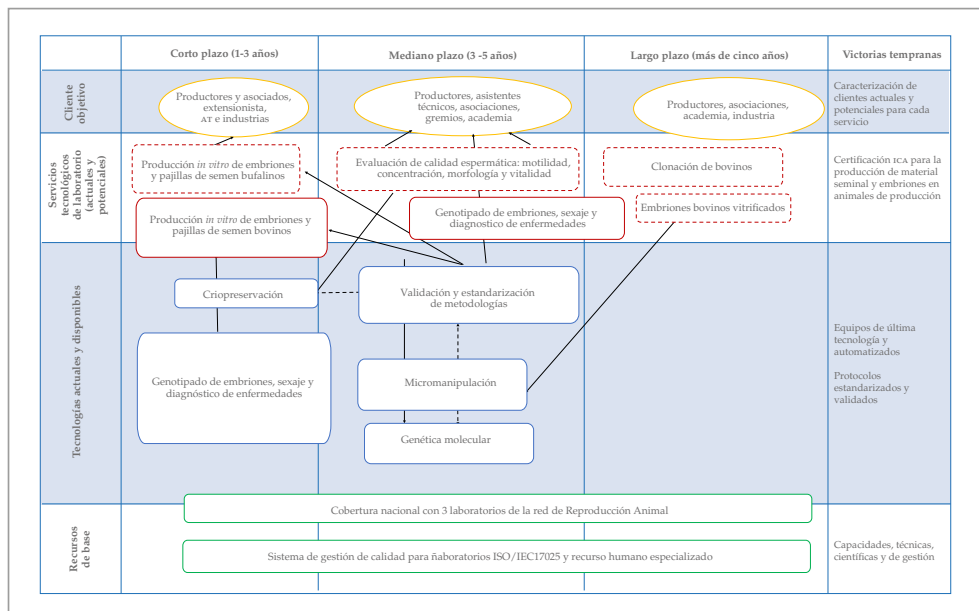 Corto plazo (1-3 años)
Mediano plazo (3 -5 años)
Largo plazo (más de cinco años)
Victorias tempranas
Cliente
objetivo
Productores y asociados,
extensionista,
AT e industrias
Productores, asistentes
técnicos, asociaciones,
gremios, academia
Productores, asociaciones,
academia, industria
Caracterización de
clientes actuales y
potenciales para cada
servicio
Servicios
tecnológicos
de laboratorio
(actuales y
potenciales)
Producción in vitro de embriones
y pajillas de semen bufalinos
Evaluación de calidad espermática: motilidad,
concentración, morfología y vitalidad
Clonación de bovinos
Certificación ICA para la
producción de material
seminal y embriones en
animales de producción
Producción in vitro de embriones y
pajillas de semen bovinos
Genotipado de embriones, sexaje y
diagnostico de enfermedades
Embriones bovinos vitrificados
Tecnologías actuales y disponibles
Criopreservación
Validación y estandarización
de metodologías
Genotipado de embriones, sexaje y
diagnóstico de enfermedades
Micromanipulación
Genética molecular
Equipos de última
tecnología y
automatizados
Protocolos
estandarizados y
validados
Recursos
de base
Cobertura nacional con 3 laboratorios de la red de Reproducción Animal
Sistema de gestión de calidad para ñaboratorios ISO/IEC17025 y recurso humano especializado
Capacidades, técnicas,
científicas y de gestión